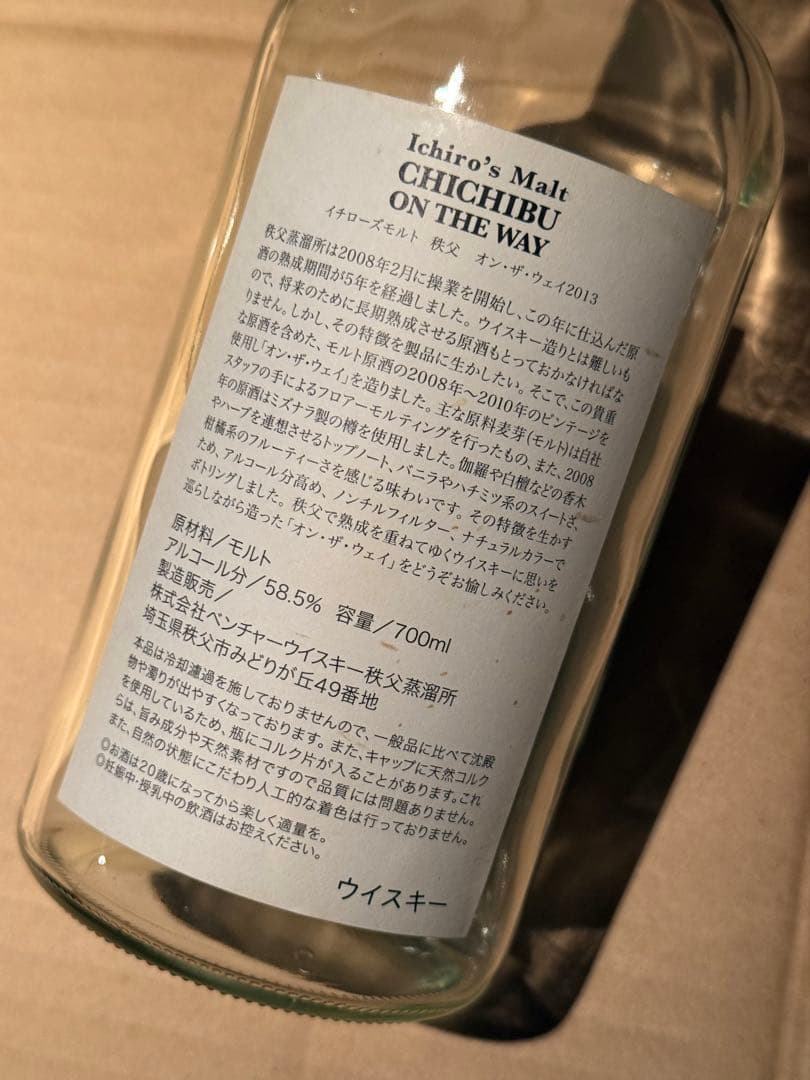 Ichiro's Malt
CHICHIBU
ON THE WAY
イチローズモルト 秩父 オン・ザ・ウェイ2013
秩父蒸溜所は2008年2月に操業を開始し、この年に仕込んだ原
酒の熟成期間が5年を経過しました。ウイスキー造りとは難しいも
ので、将来のために長期熟成させる原酒もとっておかなければな
りません。しかし、その特徴を製品に生かしたい。そこで、この貴重
な原酒を含めた、モルト原酒の2008年〜2010年のビンテージを
使用し「オン・ザ・ウェイ」を造りました。主な原料麦芽(モルト)は自社
スタッフの手によるフロアーモルティングを行ったもの、また、2008
年の原酒はミズナラ製の樽を使用しました。伽羅や白檀などの香木
やハーブを連想させるトップノート、バニラやハチミツ系のスイートさ、
柑橘系のフルーティーさを感じる味わいです。その特徴を生かす
ため、アルコール分高め、ノンチルフィルター、ナチュラルカラーで
ボトリングしました。秩父で熟成を重ねてゆくウイスキーに思いを
巡らしながら造った「オン・ザ・ウェイ」をどうぞお愉しみください。
原材料／モルト
アルコール分／58.5% 容量／700ml
製造販売／
株式会社ベンチャーウイスキー秩父蒸溜所
埼玉県秩父市みどりが丘49番地
本品は冷却濾過を施しておりませんので、一般品に比べて沈殿
物や濁りが出やすくなっております。また、キャップに天然コルク
を使用しているため、瓶にコルク片が入ることがあります。これ
らは、旨み成分や天然素材ですので品質には問題ありません。
また、自然の状態にこだわり人工的な着色は行っておりません。
◎お酒は20歳になってから楽しく適量を。
◎妊娠中・授乳中の飲酒はお控えください。
ウイスキー